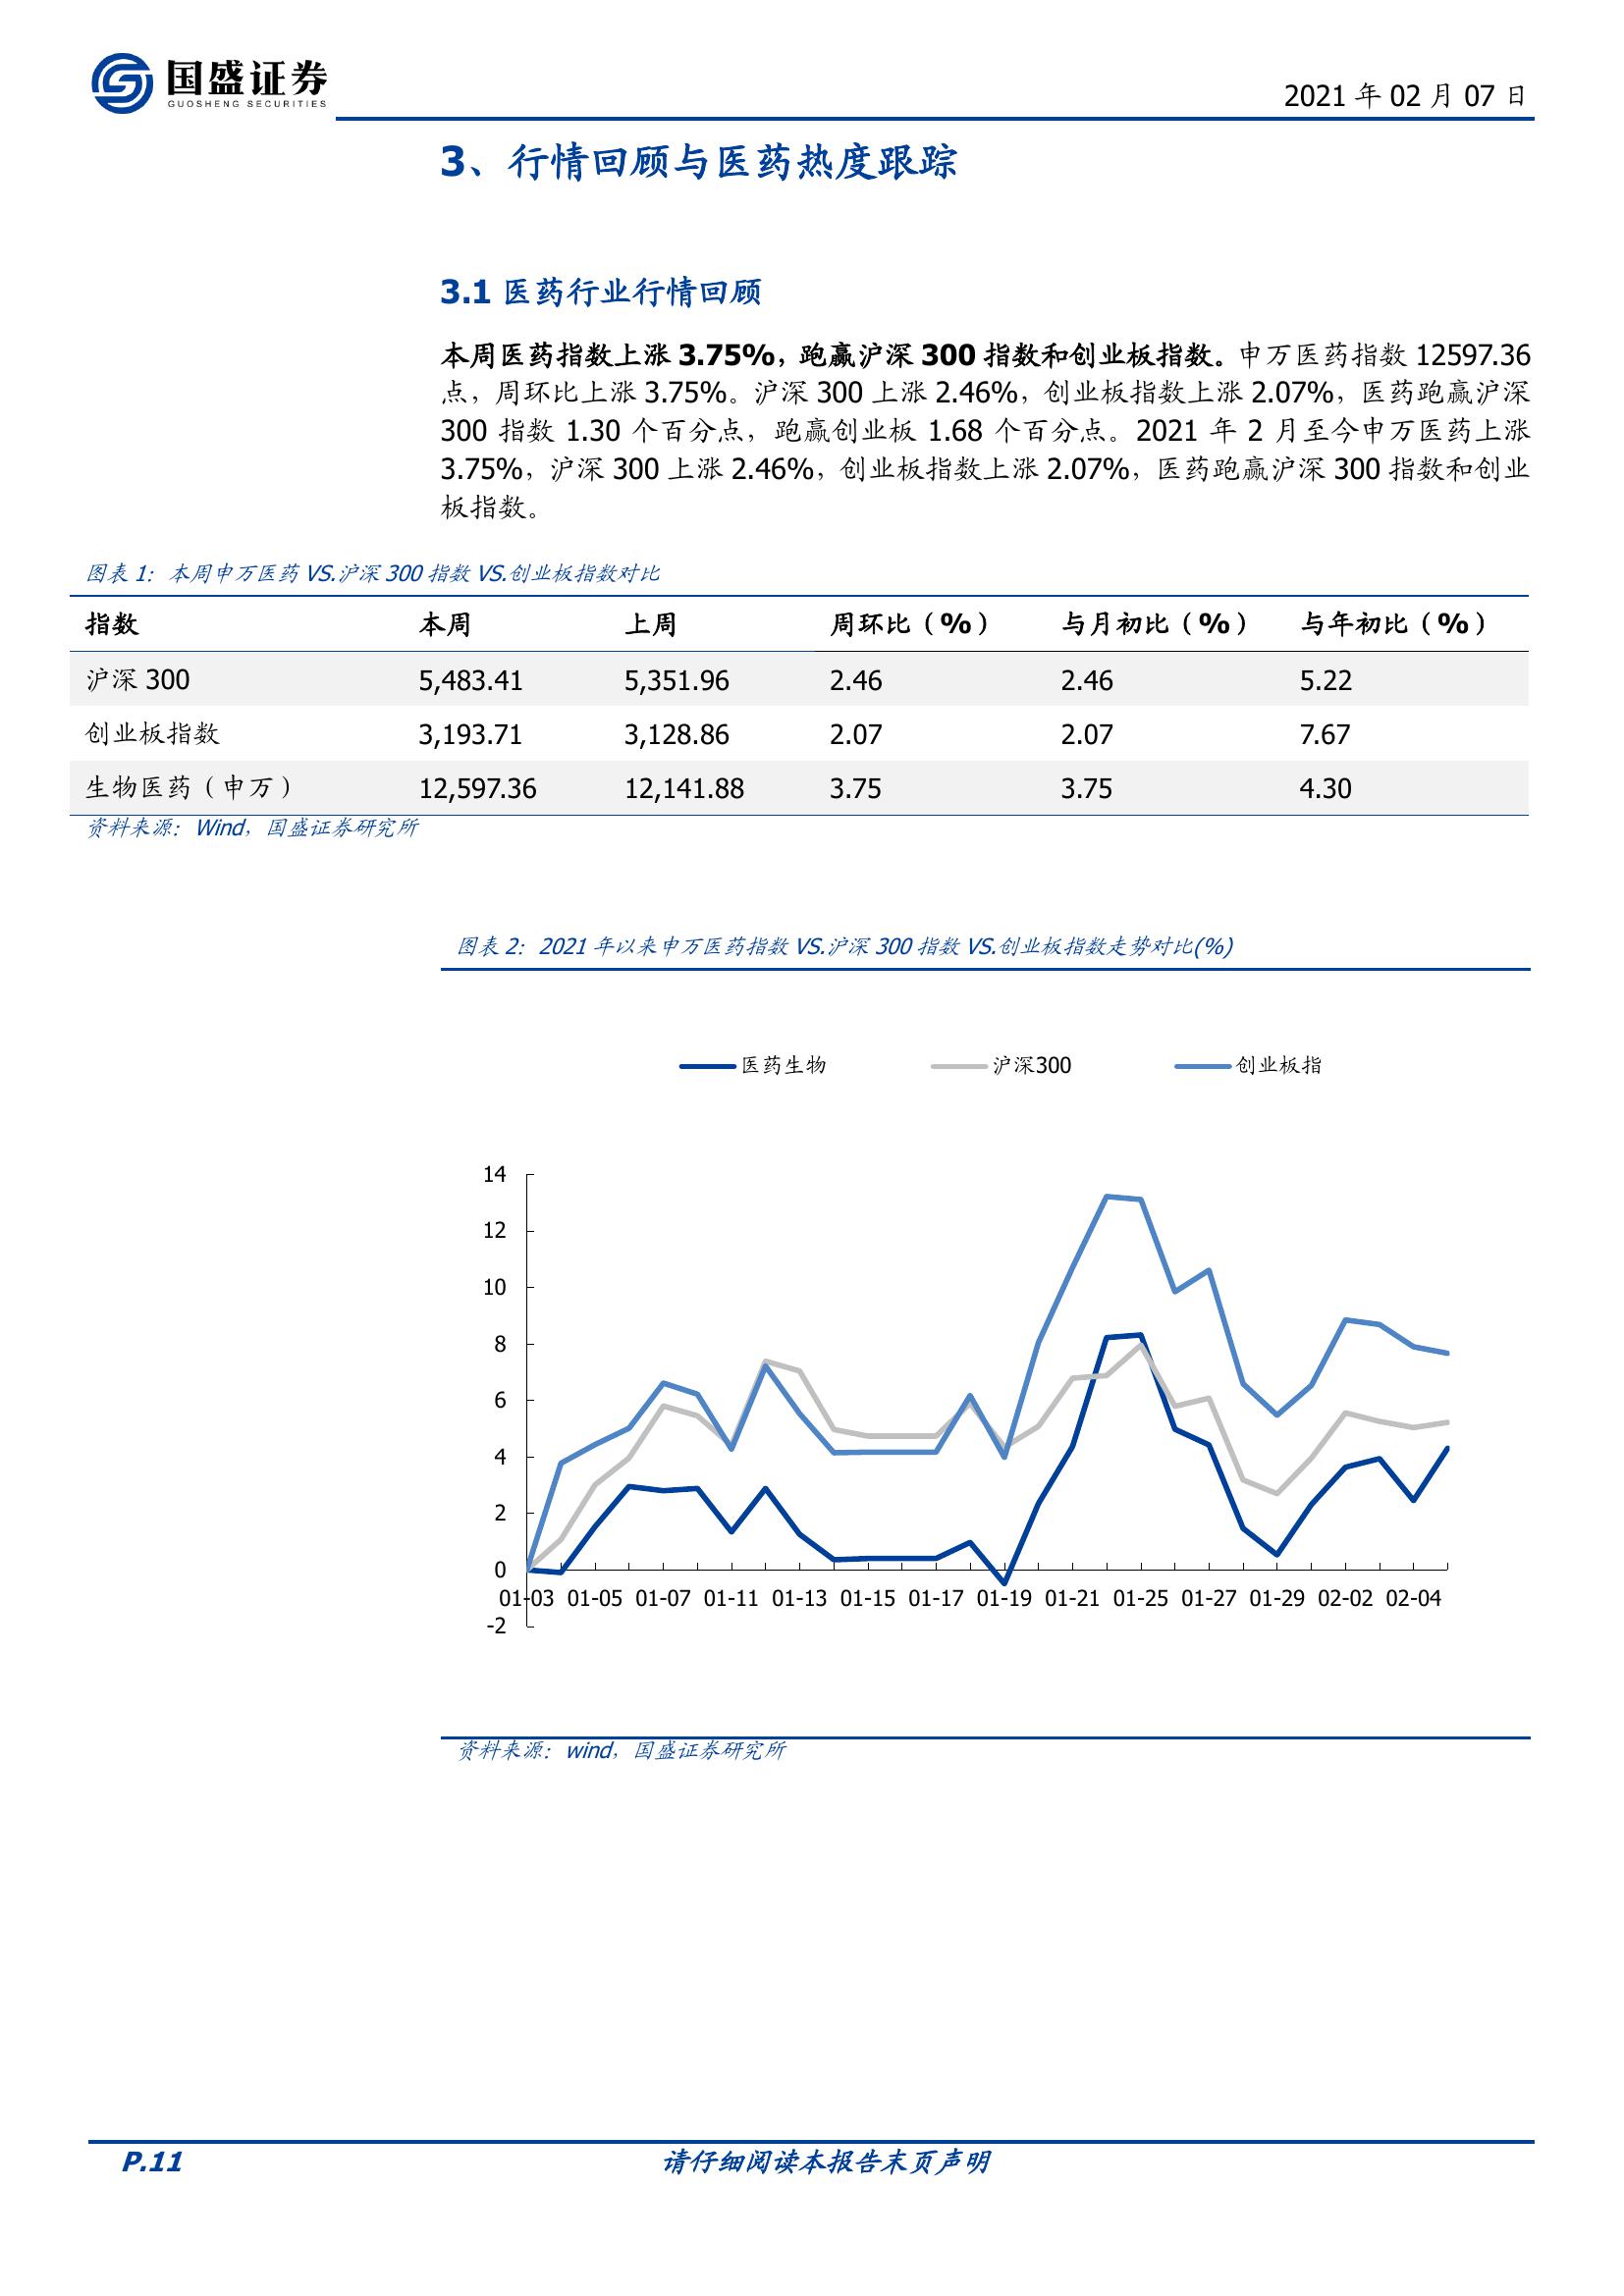 国盛证券
GUOSHENG SECURITIES
2021 年 02 月 07 日
3、行情回顾与医药热度跟踪
3.1 医药行业行情回顾
本周医药指数上涨 3.75%，跑赢沪深 300 指数和创业板指数。申万医药指数 12597.36
点，周环比上涨 3.75%。沪深 300 上涨 2.46%，创业板指数上涨 2.07%，医药跑赢沪深
300 指数 1.30 个百分点，跑赢创业板 1.68 个百分点。2021 年 2 月至今申万医药上涨
3.75%，沪深 300 上涨 2.46%，创业板指数上涨 2.07%，医药跑赢沪深 300 指数和创业
板指数。
图表 1：本周申万医药 VS.沪深 300 指数 VS.创业板指数对比
指数 本周 上周 周环比（%） 与月初比（%） 与年初比（%）
沪深 300 5,483.41 5,351.96 2.46 2.46 5.22
创业板指数 3,193.71 3,128.86 2.07 2.07 7.67
生物医药（申万） 12,597.36 12,141.88 3.75 3.75 4.30
资料来源：Wind，国盛证券研究所
图表 2：2021 年以来申万医药指数 VS.沪深 300 指数 VS.创业板指数走势对比(%)
医药生物 沪深300 创业板指
14
12
10
8
6
4
2
0
01-03 01-05 01-07 01-11 01-13 01-15 01-17 01-19 01-21 01-25 01-27 01-29 02-02 02-04
-2
资料来源：wind，国盛证券研究所
P.11 请仔细阅读本报告末页声明